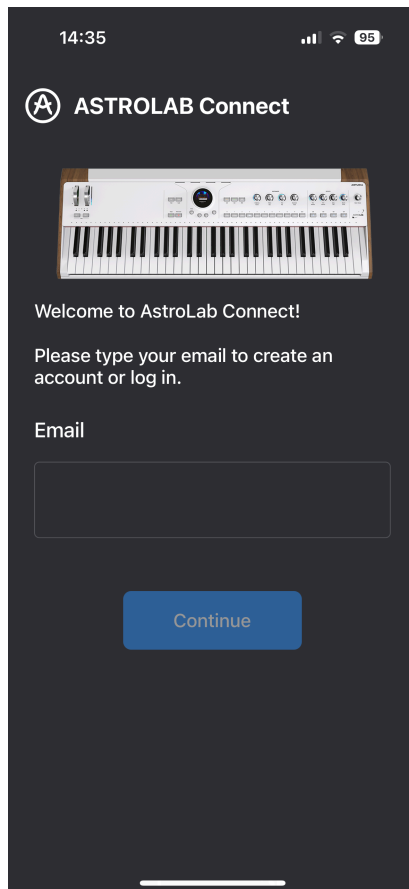 14:35
95
ASTROLAB Connect
Welcome to AstroLab Connect!
Please type your email to create an
account or log in.
Email
Continue